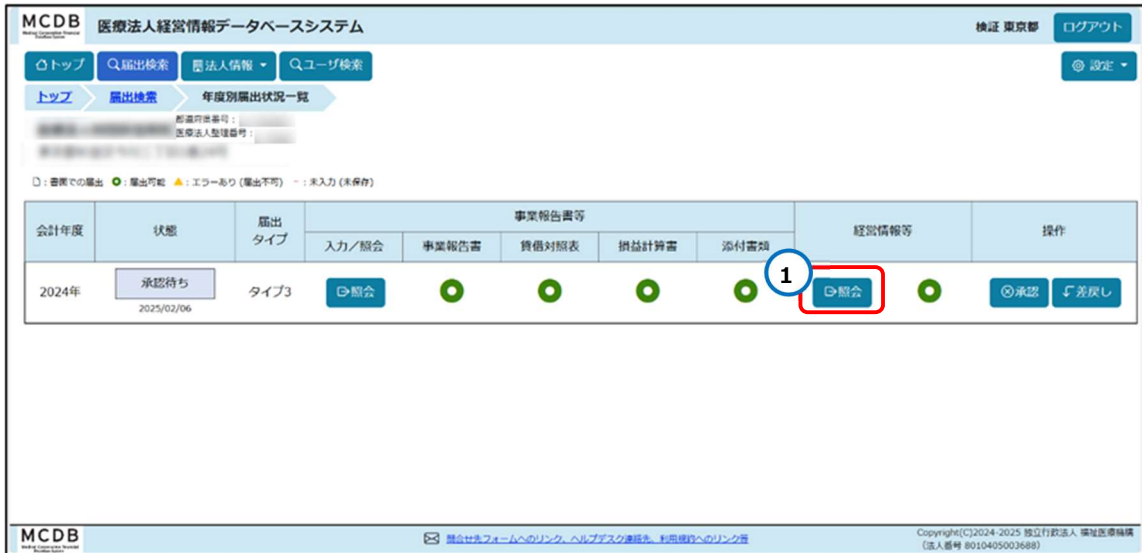 MCDB 医療法人経営情報データベースシステム 検証 東京都 ログアウト
トップ 届出検索 法人情報 ユーザ検索 設定
トップ 届出検索 年度別届出状況一覧
都道府県番号:
医療法人整理番号:
:書面での届出 :届出可能 :エラーあり (届出不可) -:未入力 (未保存)
会計年度 状態 届出タイプ 事業報告書等 経営情報等 操作
入力/照会 事業報告書 貸借対照表 損益計算書 添付書類
1
2024年 承認待ち タイプ3 照会 照会 承認 差戻し
2025/02/06
MCDB 問合せ先フォームへのリンク、ヘルプデスク連絡先、利用規約へのリンク等 Copyright(C)2024-2025 独立行政法人 福祉医療機構
(法人番号 8010405003688)